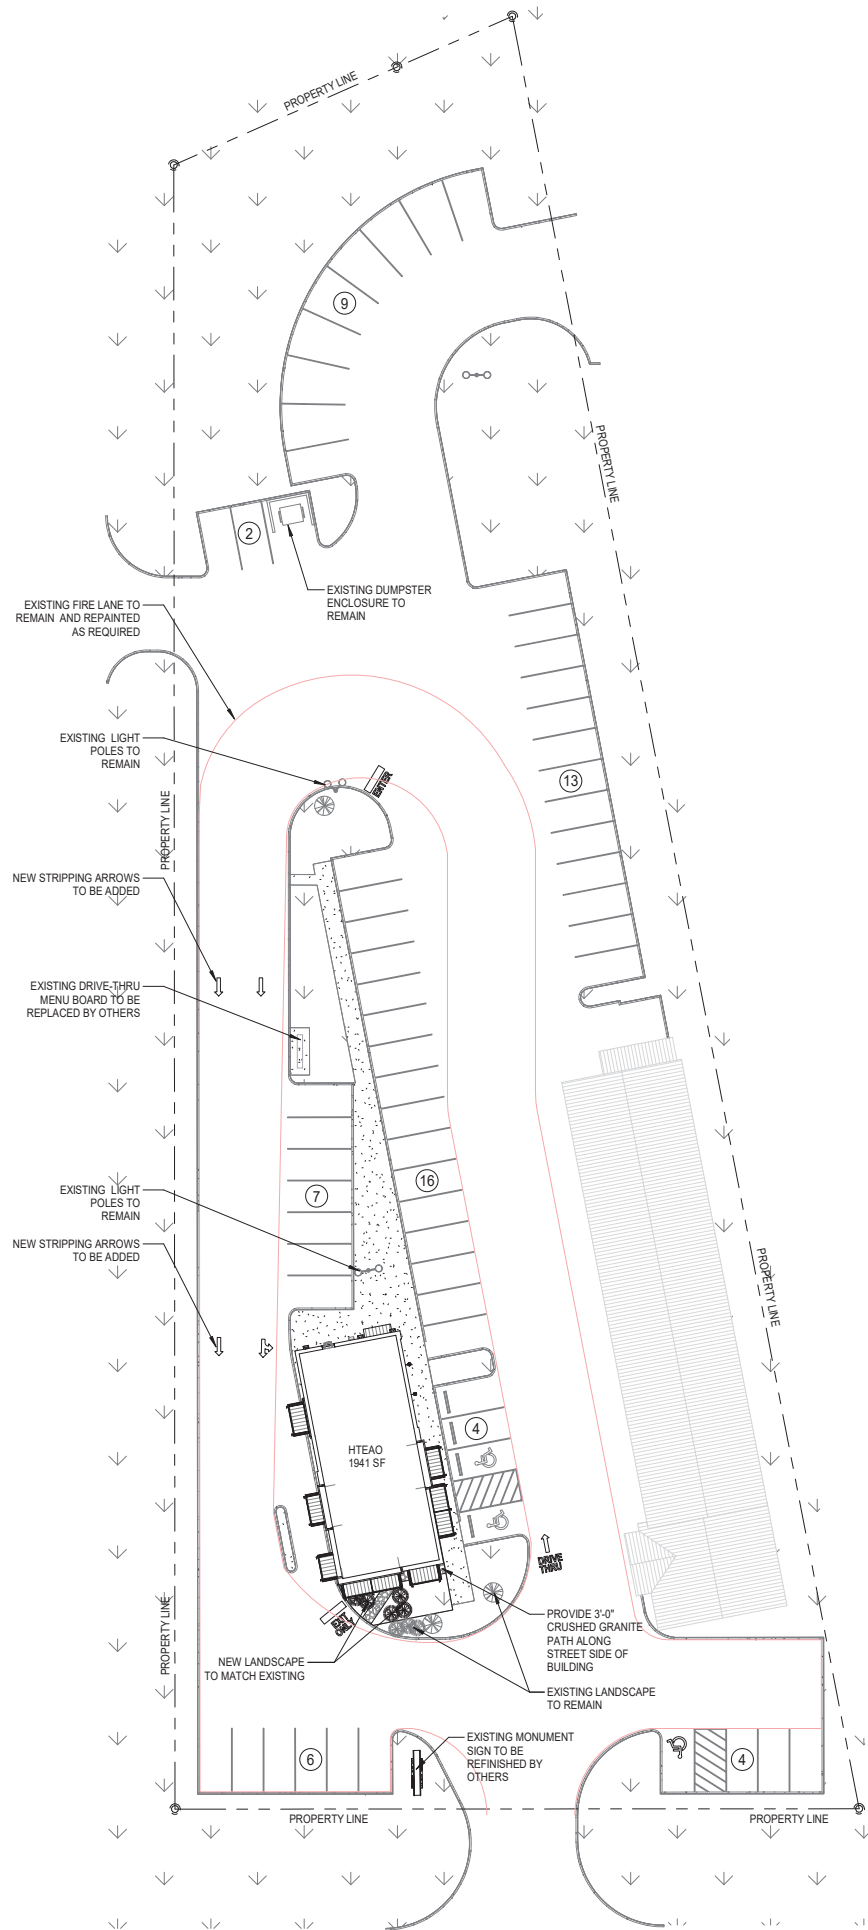 PROPERTY LINE
9
PROPERTY LINE
2
EXISTING DUMPSTER
ENCLOSURE TO
REMAIN
EXISTING FIRE LANE TO
REMAIN AND REPAINTED
AS REQUIRED
EXISTING LIGHT
POLES TO
REMAIN
ENTER
13
PROPERTY LINE
NEW STRIPPING ARROWS
TO BE ADDED
EXISTING DRIVE-THRU
MENU BOARD TO BE
REPLACED BY OTHERS
7
16
EXISTING LIGHT
POLES TO
REMAIN
NEW STRIPPING ARROWS
TO BE ADDED
PROPERTY LINE
4
HTEAO
1941 SF
DRIVE
THRU
PROPERTY LINE
EXIT
ONLY
PROVIDE 3'-0"
CRUSHED GRANITE
PATH ALONG
STREET SIDE OF
BUILDING
NEW LANDSCAPE
TO MATCH EXISTING
EXISTING LANDSCAPE
TO REMAIN
6
EXISTING MONUMENT
SIGN TO BE
REFINISHED BY
OTHERS
4
PROPERTY LINE
PROPERTY LINE